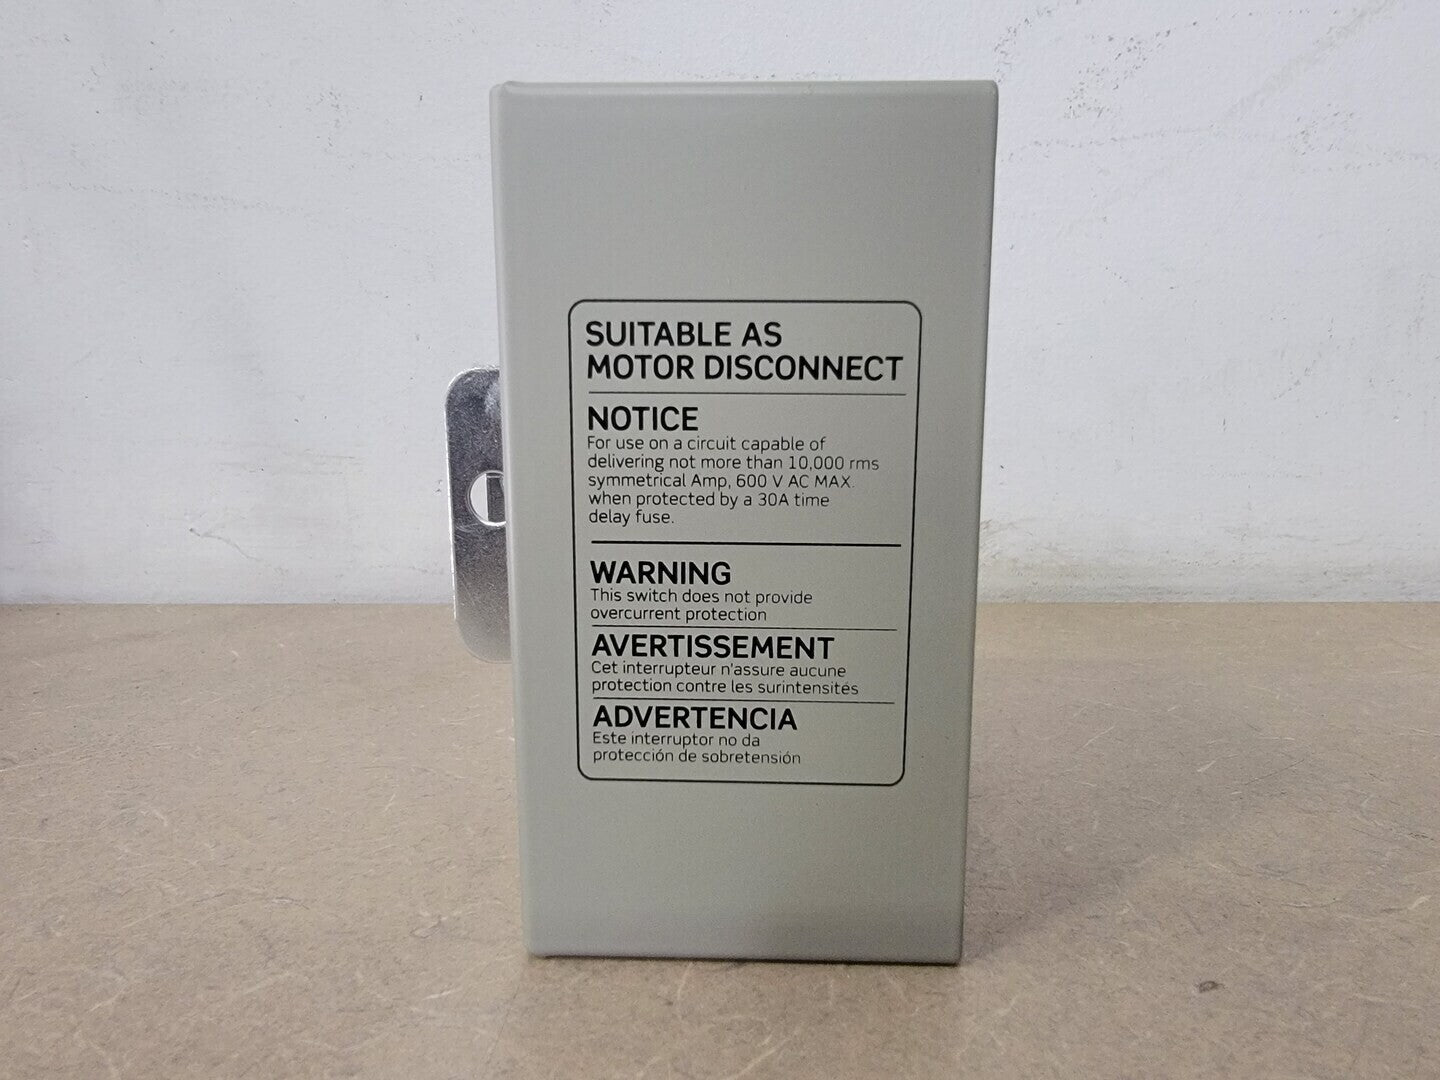 SUITABLE AS
MOTOR DISCONNECT
NOTICE
For use on a circuit capable of
delivering not more than 10,000 rms
symmetrical Amp, 600 V AC MAX.
when protected by a 30A time
delay fuse.
WARNING
This switch does not provide
overcurrent protection
AVERTISSEMENT
Cet interrupteur n'assure aucune
protection contre les surintensités
ADVERTENCIA
Este interruptor no da
protección de sobretensión